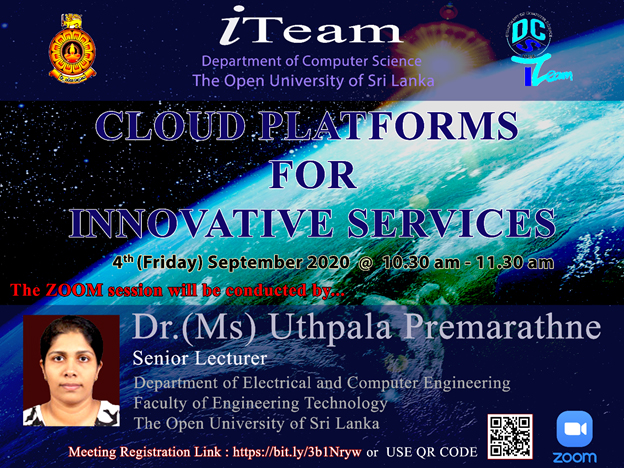 iTeam
Department of Computer Science
The Open University of Sri Lanka
CLOUD PLATFORMS
FOR
INNOVATIVE SERVICES
4th (Friday) September 2020 @ 10.30 am - 11.30 am
The ZOOM session will be conducted by...
Dr.(Ms) Uthpala Premarathne
Senior Lecturer
Department of Electrical and Computer Engineering
Faculty of Engineering Technology
The Open University of Sri Lanka
Meeting Registration Link : https://bit.ly/3b1Nryw or USE QR CODE
zoom